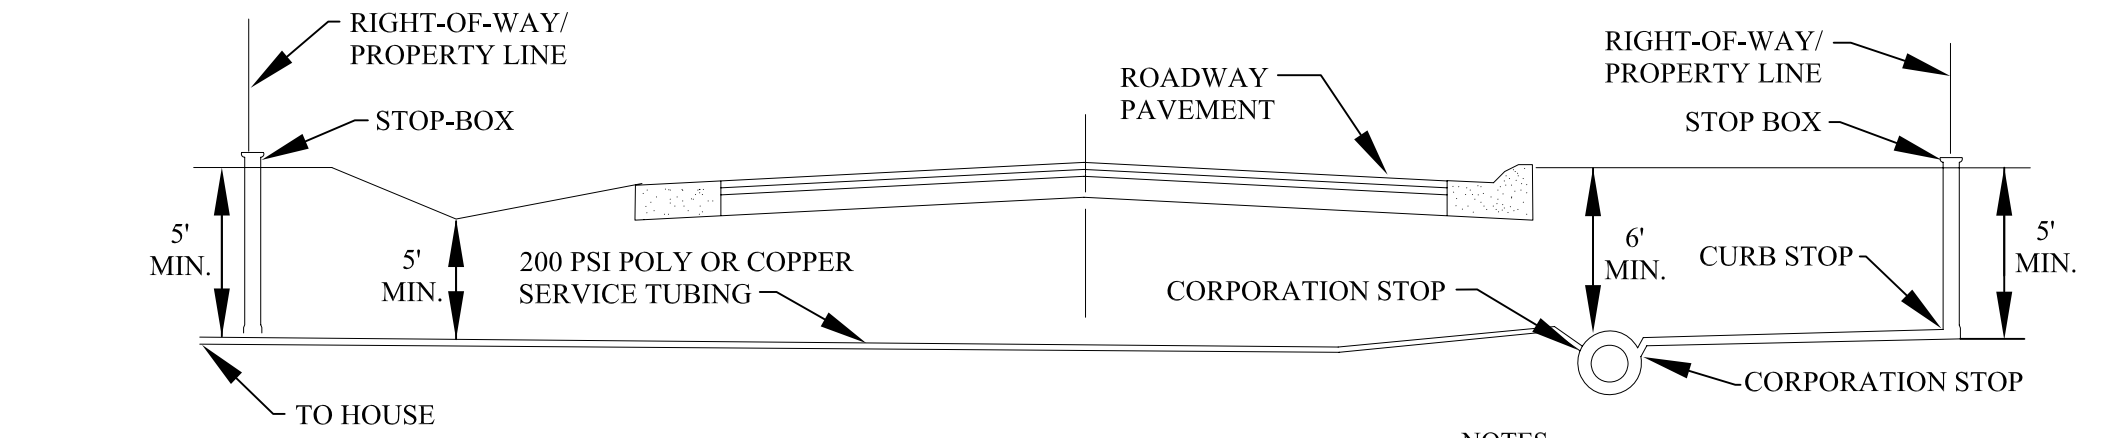 RIGHT-OF-WAY/
PROPERTY LINE
STOP-BOX
ROADWAY
PAVEMENT
RIGHT-OF-WAY/
PROPERTY LINE
STOP BOX
5'
MIN.
5'
MIN.
200 PSI POLY OR COPPER
SERVICE TUBING
CORPORATION STOP
6'
MIN.
CURB STOP
5'
MIN.
CORPORATION STOP
TO HOUSE
NOTES